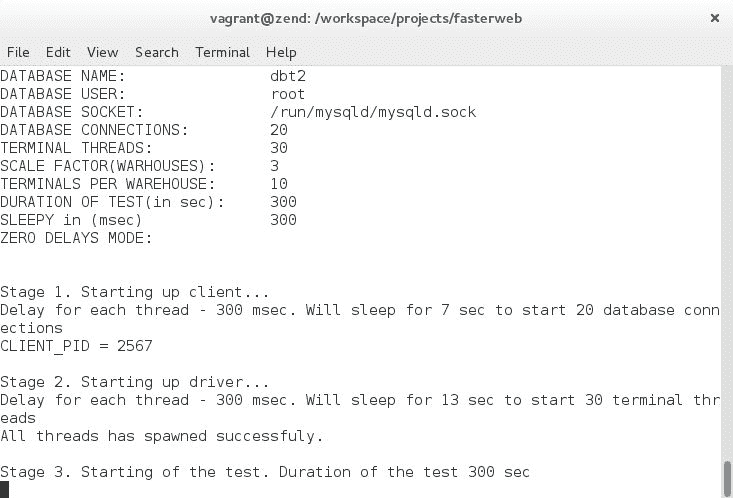 vagrant@zend: /workspace/projects/fasterweb
×
File Edit View Search Terminal Help
DATABASE NAME: dbt2
DATABASE USER: root
DATABASE SOCKET: /run/mysqld/mysqld.sock
DATABASE CONNECTIONS: 20
TERMINAL THREADS: 30
SCALE FACTOR(WARHOUSES): 3
TERMINALS PER WAREHOUSE: 10
DURATION OF TEST(in sec): 300
SLEEPY in (msec) 300
ZERO DELAYS MODE:
Stage 1. Starting up client...
Delay for each thread - 300 msec. Will sleep for 7 sec to start 20 database conn
ections
CLIENT_PID = 2567
Stage 2. Starting up driver...
Delay for each thread - 300 msec. Will sleep for 13 sec to start 30 terminal thr
eads
All threads has spawned successfuly.
Stage 3. Starting of the test. Duration of the test 300 sec